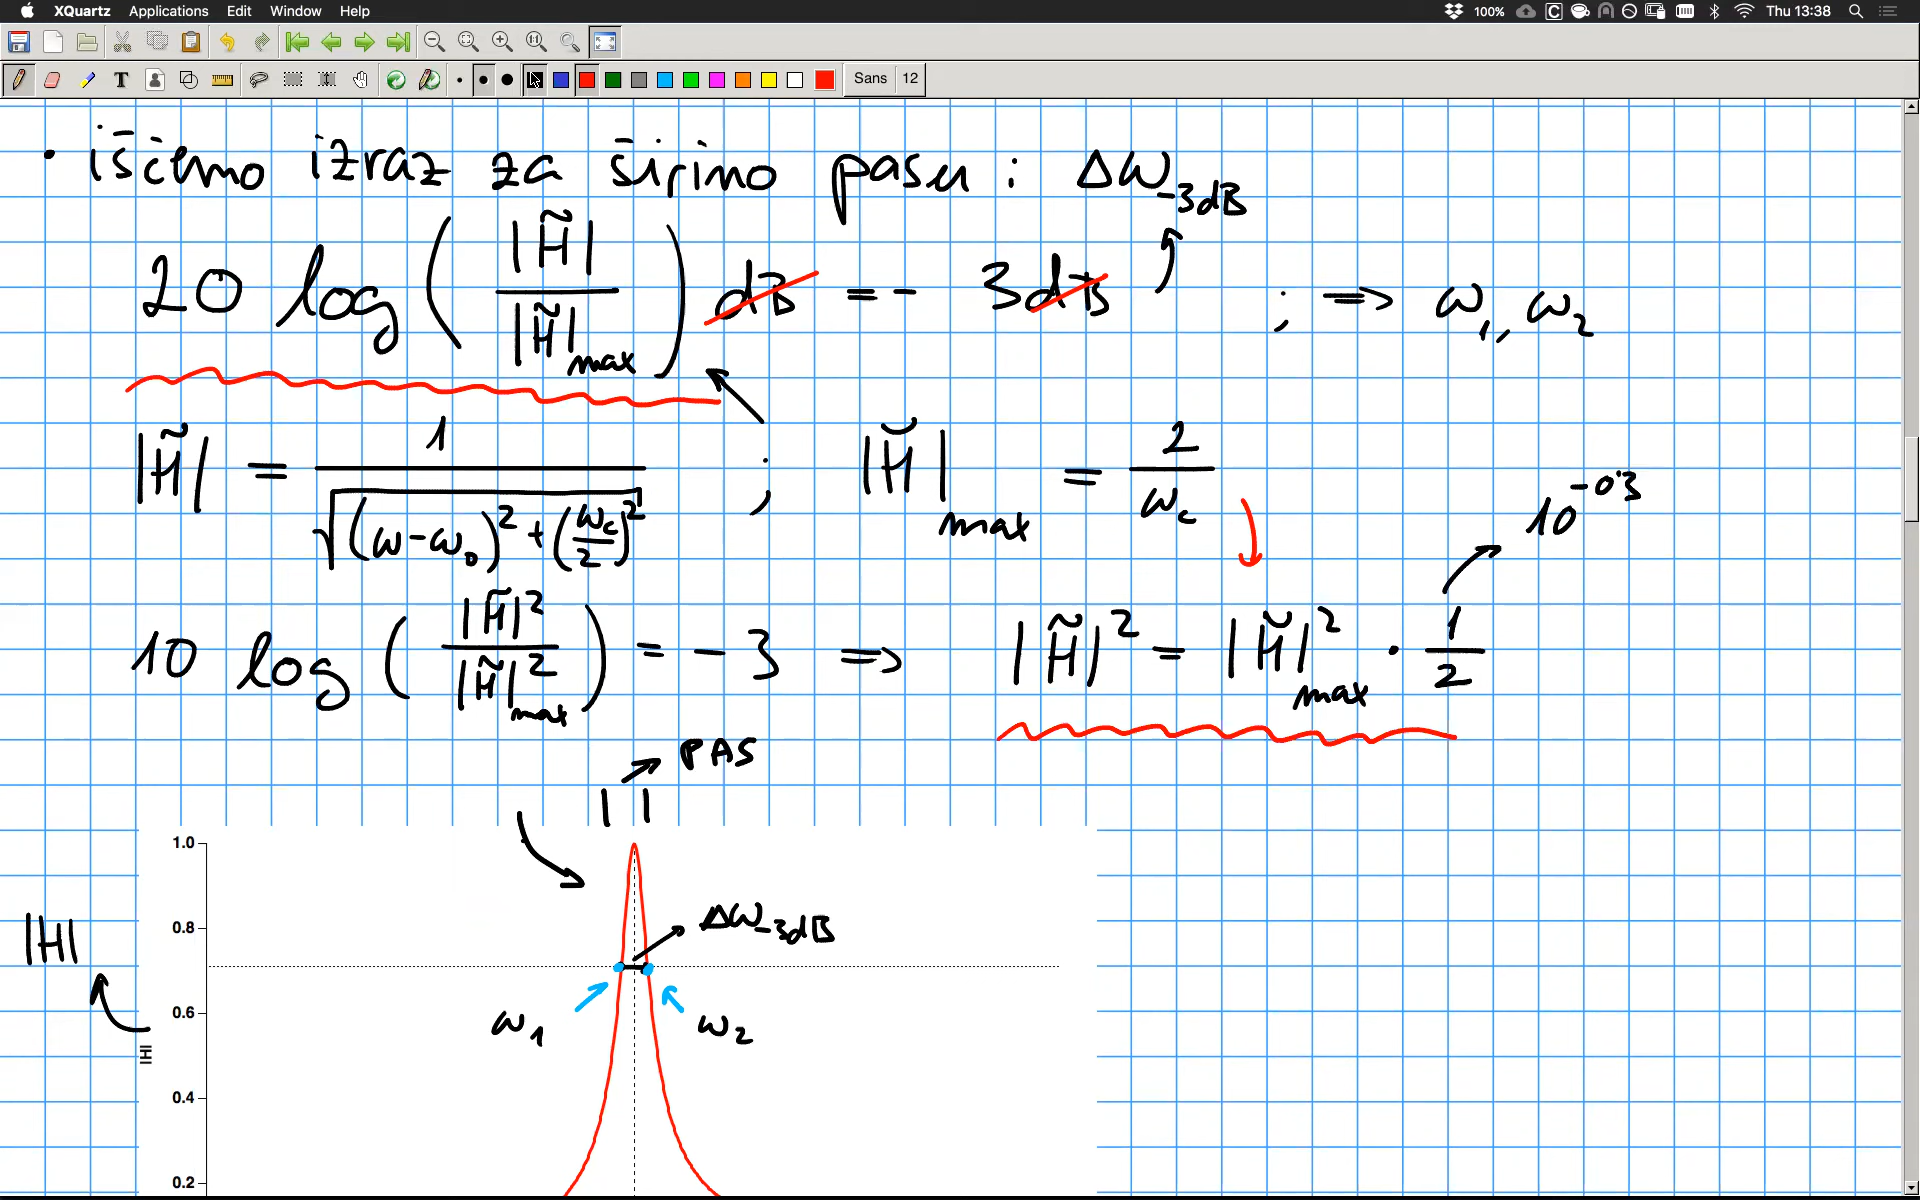 XQuartz Applications Edit Window Help 100% Thu 13:38
Sans 12
• iščemo izraz za širino pasu : Δω₋₃dB
20 log ( |H̃| / |H̃|max ) dB = - 3dB ; => ω₁, ω₂
|H̃| = 1 / √((ω-ω₀)² + (ωc/2)²) ; |H̃|max = 2/ωc
10^-0.3
10 log ( |H̃|² / |H̃|²max ) = - 3 => |H̃|² = |H̃|²max · 1/2
PAS
1.0
0.8
Δω₋₃dB
|H|
0.6
ω₁ ω₂
|H|
0.4
0.2